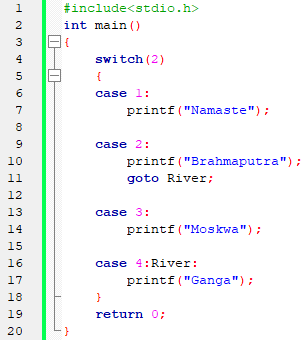 1 #include<stdio.h>
2 int main()
3 {
4 switch(2)
5 {
6 case 1:
7 printf("Namaste");
8
9 case 2:
10 printf("Brahmaputra");
11 goto River;
12
13 case 3:
14 printf("Moskwa");
15
16 case 4:River:
17 printf("Ganga");
18 }
19 return 0;
20 }